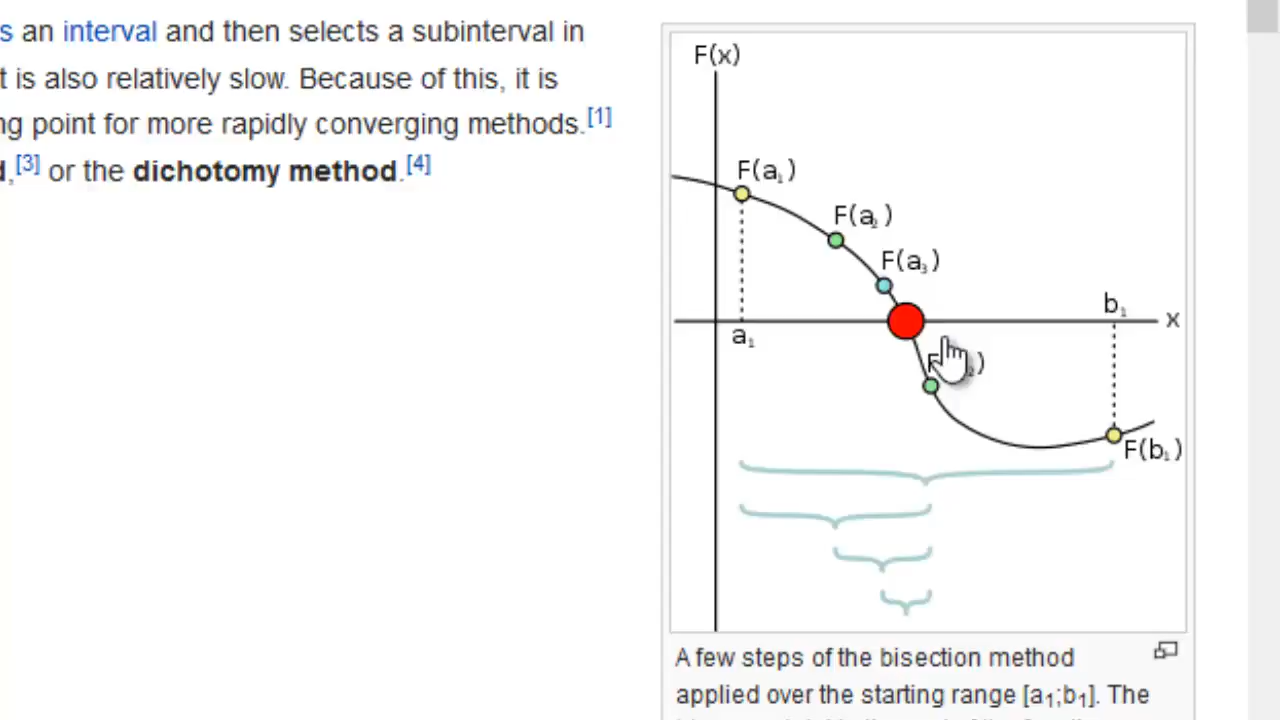 s an interval and then selects a subinterval in
t is also relatively slow. Because of this, it is
ng point for more rapidly converging methods.[1]
d,[3] or the dichotomy method.[4]
F(x)
F(a₁)
F(a₂)
F(a₃)
b₁
x
a₁
F ₂)
F(b₁)
A few steps of the bisection method
applied over the starting range [a₁;b₁]. The